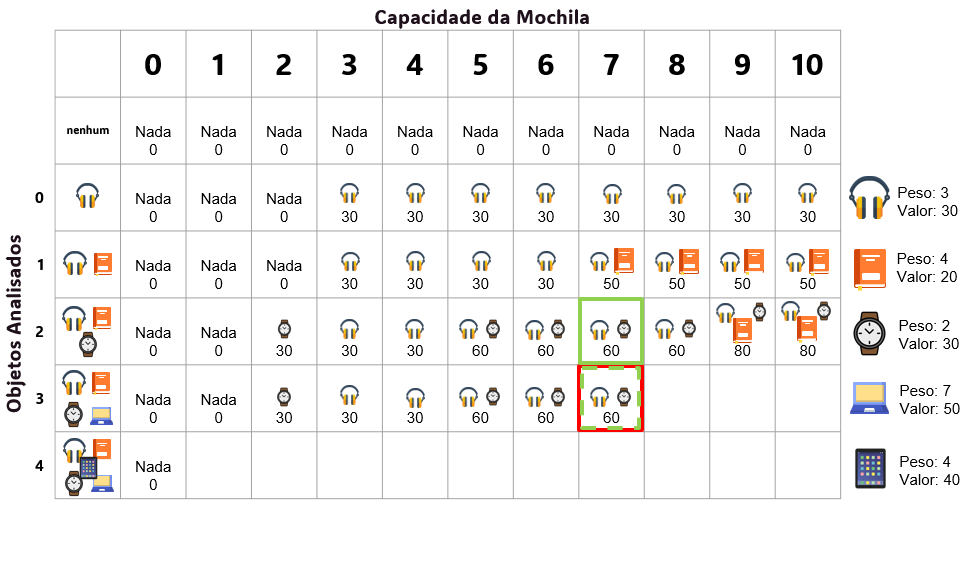 Capacidade da Mochila
0 1 2 3 4 5 6 7 8 9 10
Objetos Analisados
nenhum
Nada Nada Nada Nada Nada Nada Nada Nada Nada Nada Nada
0 0 0 0 0 0 0 0 0 0 0
0
Nada Nada Nada
0 0 0 30 30 30 30 30 30 30 30
Peso: 3
Valor: 30
1
Nada Nada Nada
0 0 0 30 30 30 30 50 50 50 50
Peso: 4
Valor: 20
2
Nada Nada
0 0 30 30 30 60 60 60 60 80 80
Peso: 2
Valor: 30
3
Nada Nada
0 0 30 30 30 60 60 60
Peso: 7
Valor: 50
4
Nada
0
Peso: 4
Valor: 40